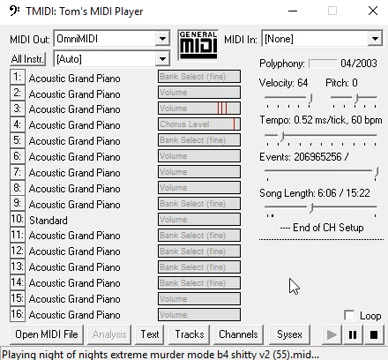 TMIDI: Tom's MIDI Player
MIDI Out: OmniMIDI
GENERAL MIDI
MIDI In: [None]
All Instr. [Auto]
Polyphony: 04/2003
1: Acoustic Grand Piano Bank Select (fine)
Velocity: 64 Pitch: 0
2: Acoustic Grand Piano Volume
3: Acoustic Grand Piano Volume
Tempo: 0.52 ms/tick, 60 bpm
4: Acoustic Grand Piano Chorus Level
5: Acoustic Grand Piano Bank Select (fine)
6: Acoustic Grand Piano Volume
Events: 206965256 /
7: Acoustic Grand Piano Volume
8: Acoustic Grand Piano Volume
Song Length: 6:06 / 15:22
9: Acoustic Grand Piano Bank Select (fine)
10: Standard Volume
---- End of CH Setup
11: Acoustic Grand Piano Bank Select (fine)
12: Acoustic Grand Piano Bank Select (fine)
13: Acoustic Grand Piano Bank Select (fine)
14: Acoustic Grand Piano Bank Select (fine)
15: Acoustic Grand Piano Volume
16: Acoustic Grand Piano Bank Select (fine)
Loop
Open MIDI File Analysis Text Tracks Channels Sysex
Playing night of nights extreme murder mode b4 shitty v2 (55).mid...